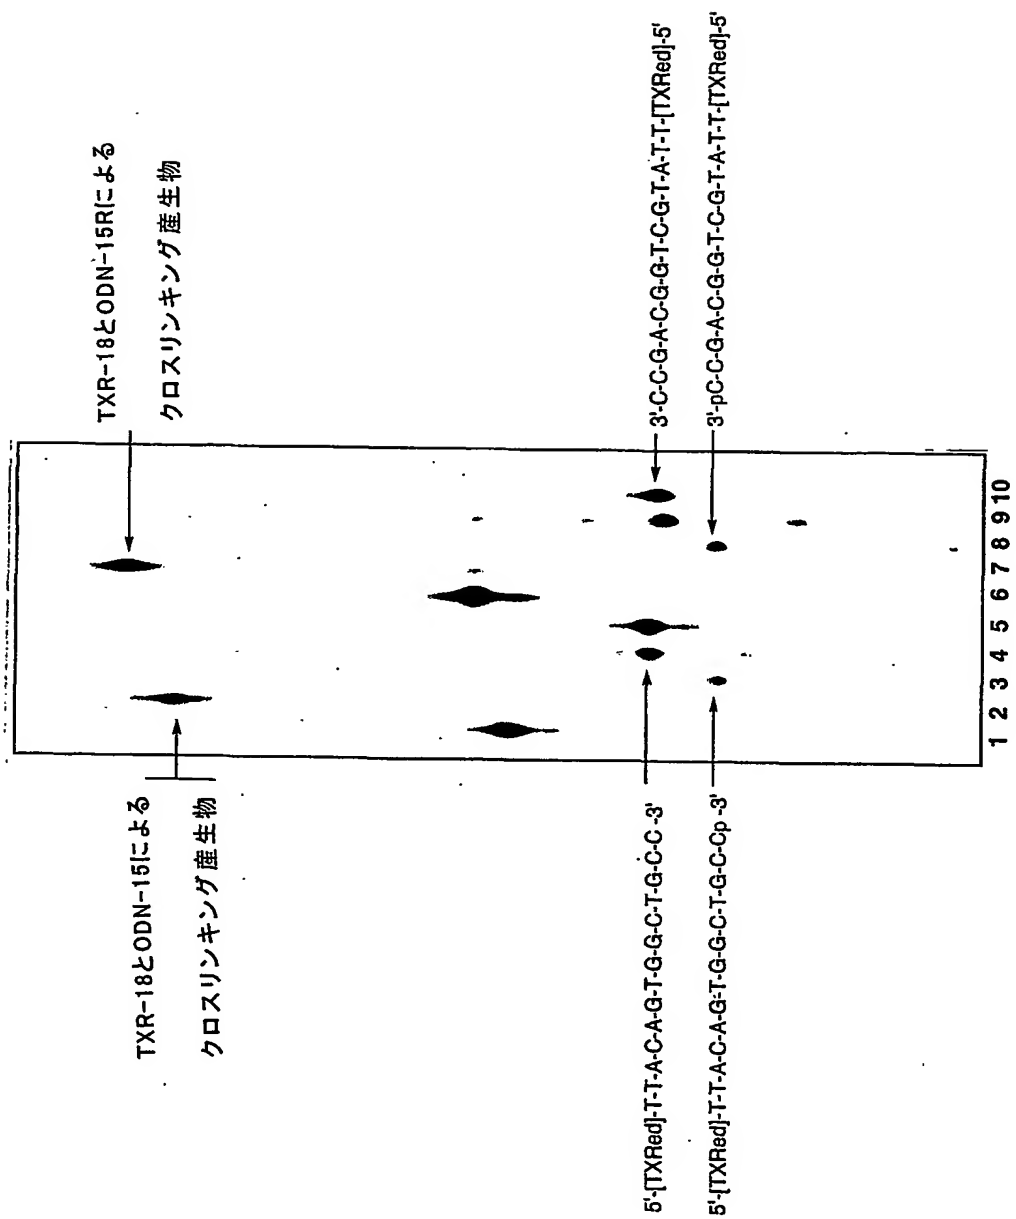 TXR-18とODN-15Rによる
クロスリンキング産生物
3'-C-C-G-A-C-G-G-T-C-G-T-A-T-T-[TXRed]-5'
3'-pC-C-G-A-C-G-G-T-C-G-T-A-T-T-[TXRed]-5'
1 2 3 4 5 6 7 8 9 10
TXR-18とODN-15による
クロスリンキング産生物
5'-[TXRed]-T-T-A-C-A-G-T-G-G-C-T-G-C-C-3'
5'-[TXRed]-T-T-A-C-A-G-T-G-G-C-T-G-C-Cp-3'